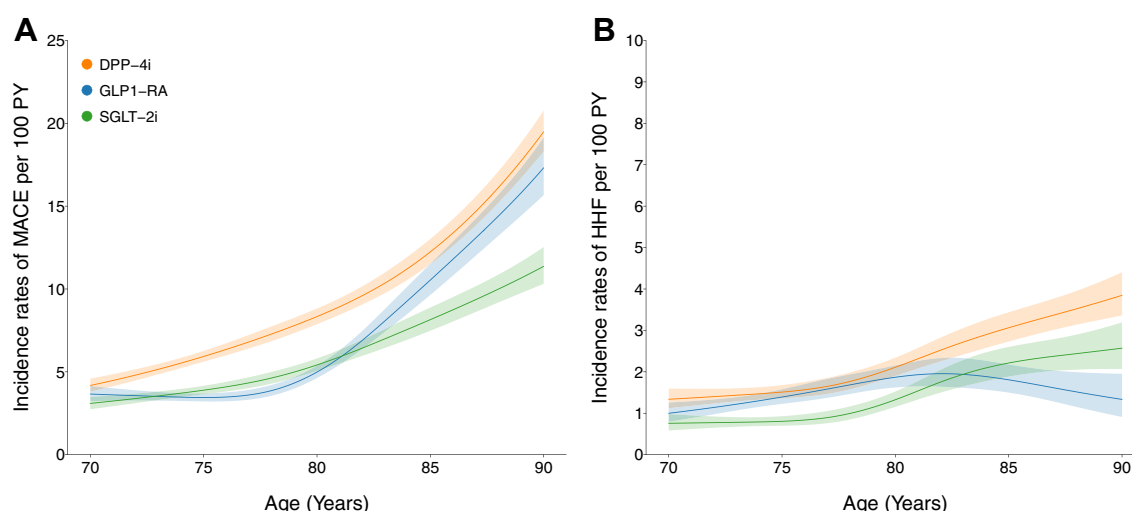 A
Incidence rates of MACE per 100 PY
25
20
15
10
5
0
DPP−4i
GLP1−RA
SGLT−2i
70 75 80 85 90
Age (Years)
B
Incidence rates of HHF per 100 PY
10
9
8
7
6
5
4
3
2
1
0
70 75 80 85 90
Age (Years)